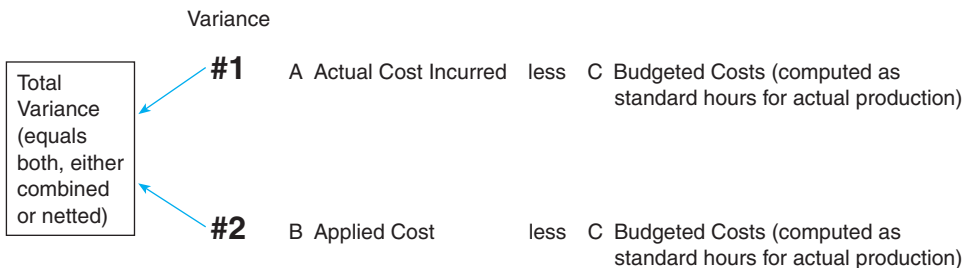 Variance
#1 A Actual Cost Incurred less C Budgeted Costs (computed as
standard hours for actual production)
Total
Variance
(equals
both, either
combined
or netted)
#2 B Applied Cost less C Budgeted Costs (computed as
standard hours for actual production)